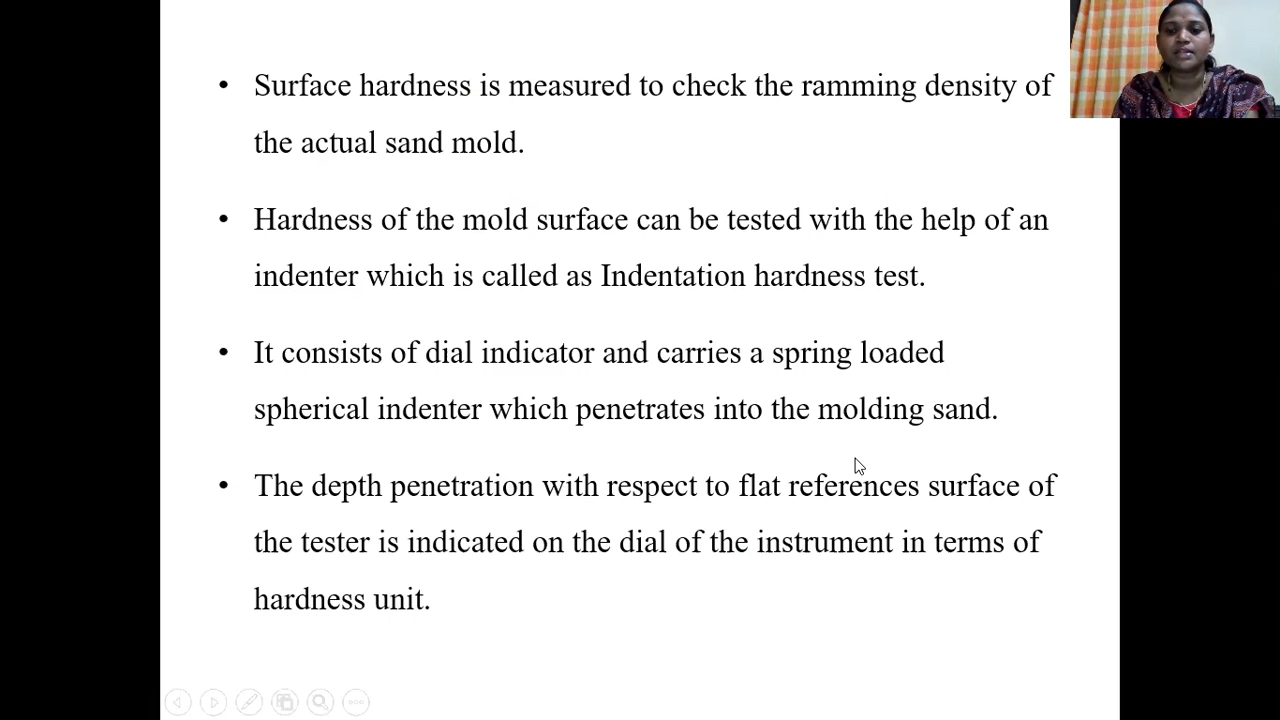 • Surface hardness is measured to check the ramming density of
the actual sand mold.
• Hardness of the mold surface can be tested with the help of an
indenter which is called as Indentation hardness test.
• It consists of dial indicator and carries a spring loaded
spherical indenter which penetrates into the molding sand.
• The depth penetration with respect to flat references surface of
the tester is indicated on the dial of the instrument in terms of
hardness unit.